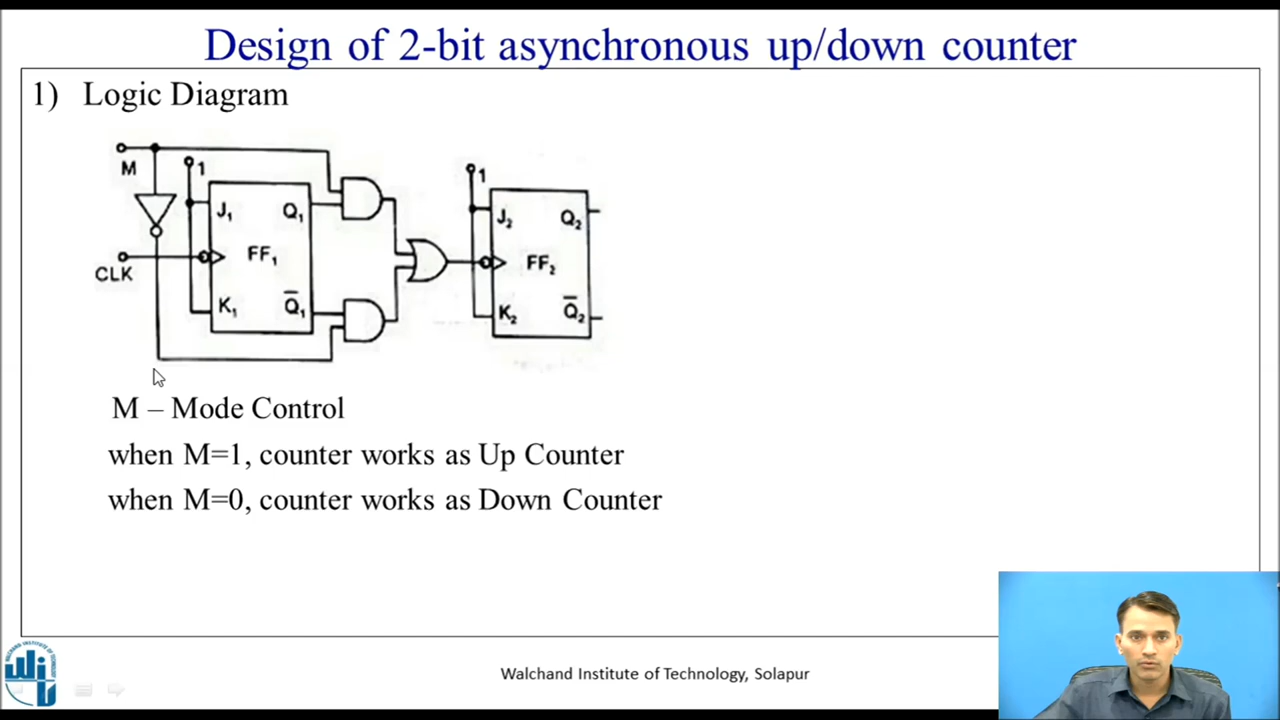 Design of 2-bit asynchronous up/down counter
1) Logic Diagram
M
1
J₁
Q₁
CLK
FF₁
K₁
Q̅₁
1
J₂
Q₂
FF₂
K₂
Q̅₂
M – Mode Control
when M=1, counter works as Up Counter
when M=0, counter works as Down Counter
Walchand Institute of Technology, Solapur